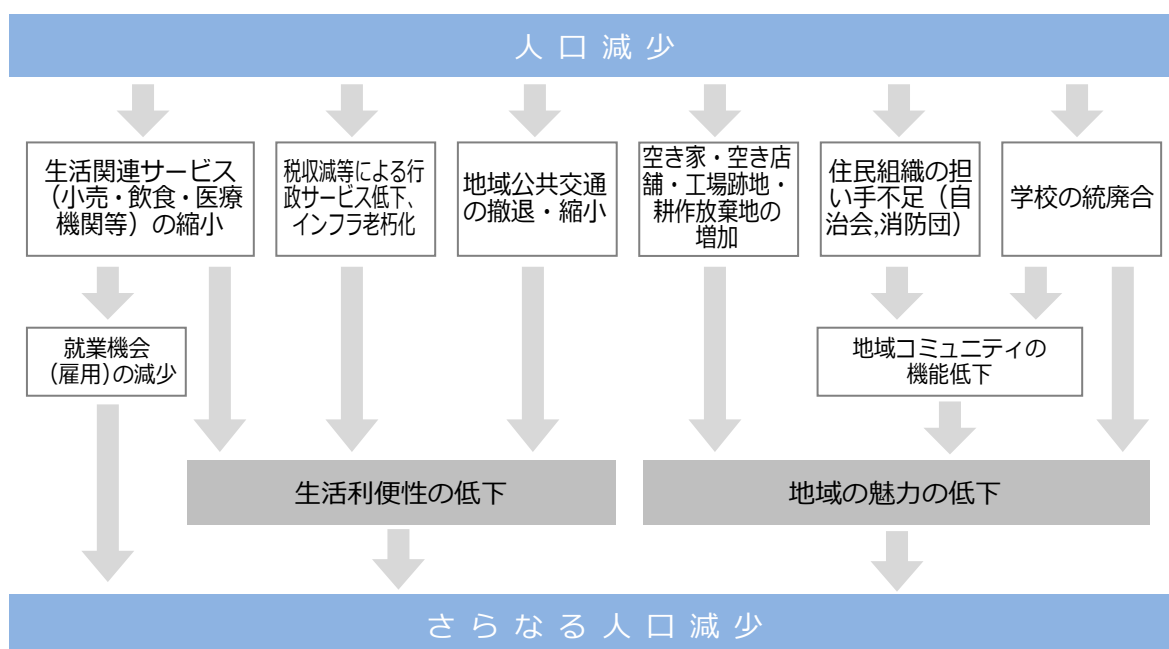 人口減少
生活関連サービス
（小売・飲食・医療
機関等）の縮小
税収減等による行
政サービス低下、
インフラ老朽化
地域公共交通
の撤退・縮小
空き家・空き店
舗・工場跡地・
耕作放棄地の
増加
住民組織の担
い手不足（自
治会,消防団）
学校の統廃合
就業機会
（雇用）の減少
地域コミュニティの
機能低下
生活利便性の低下
地域の魅力の低下
さらなる人口減少